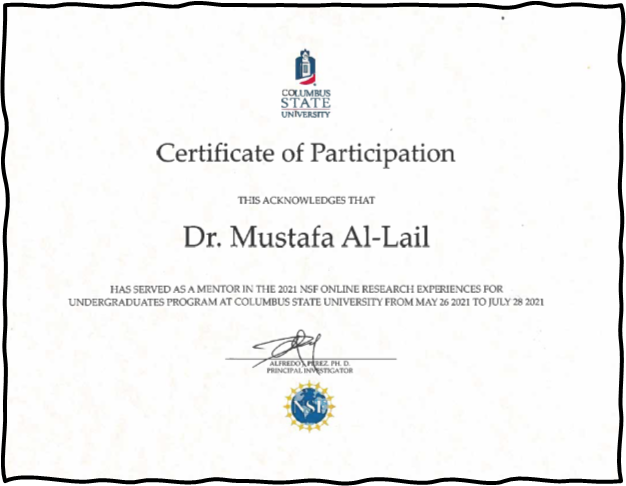 COLUMBUS
STATE
UNIVERSITY
Certificate of Participation
THIS ACKNOWLEDGES THAT
Dr. Mustafa Al-Lail
HAS SERVED AS A MENTOR IN THE 2021 NSF ONLINE RESEARCH EXPERIENCES FOR
UNDERGRADUATES PROGRAM AT COLUMBUS STATE UNIVERSITY FROM MAY 26 2021 TO JULY 28 2021
ALFREDO J. PEREZ, PH. D.
PRINCIPAL INVESTIGATOR
NSF